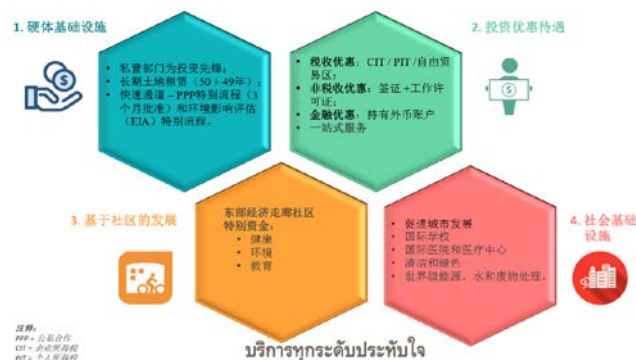 1. 硬体基础设施
私营部门为投资先锋;
长期土地租赁(50+49年);
快速通道 – PPP特别流程(3
个月批准)和环境影响评估
(EIA)特别流程。
2. 投资优惠待遇
税收优惠: CIT / PIT /自由贸
易区;
非税收优惠: 签证+工作许
可证;
金融优惠: 持有外币账户
一站式服务
3. 基于社区的发展
东部经济走廊社区
特别资金:
健康
环境
教育
4. 社会基础
设施
促进城市发展
国际学校
国际医院和医疗中心
清洁和绿色
世界级能源、水和废物处理。
注释:
PPP = 公私合作
CIT = 企业所得税
PIT = 个人所得税
บริการทุกระดับประทับใจ